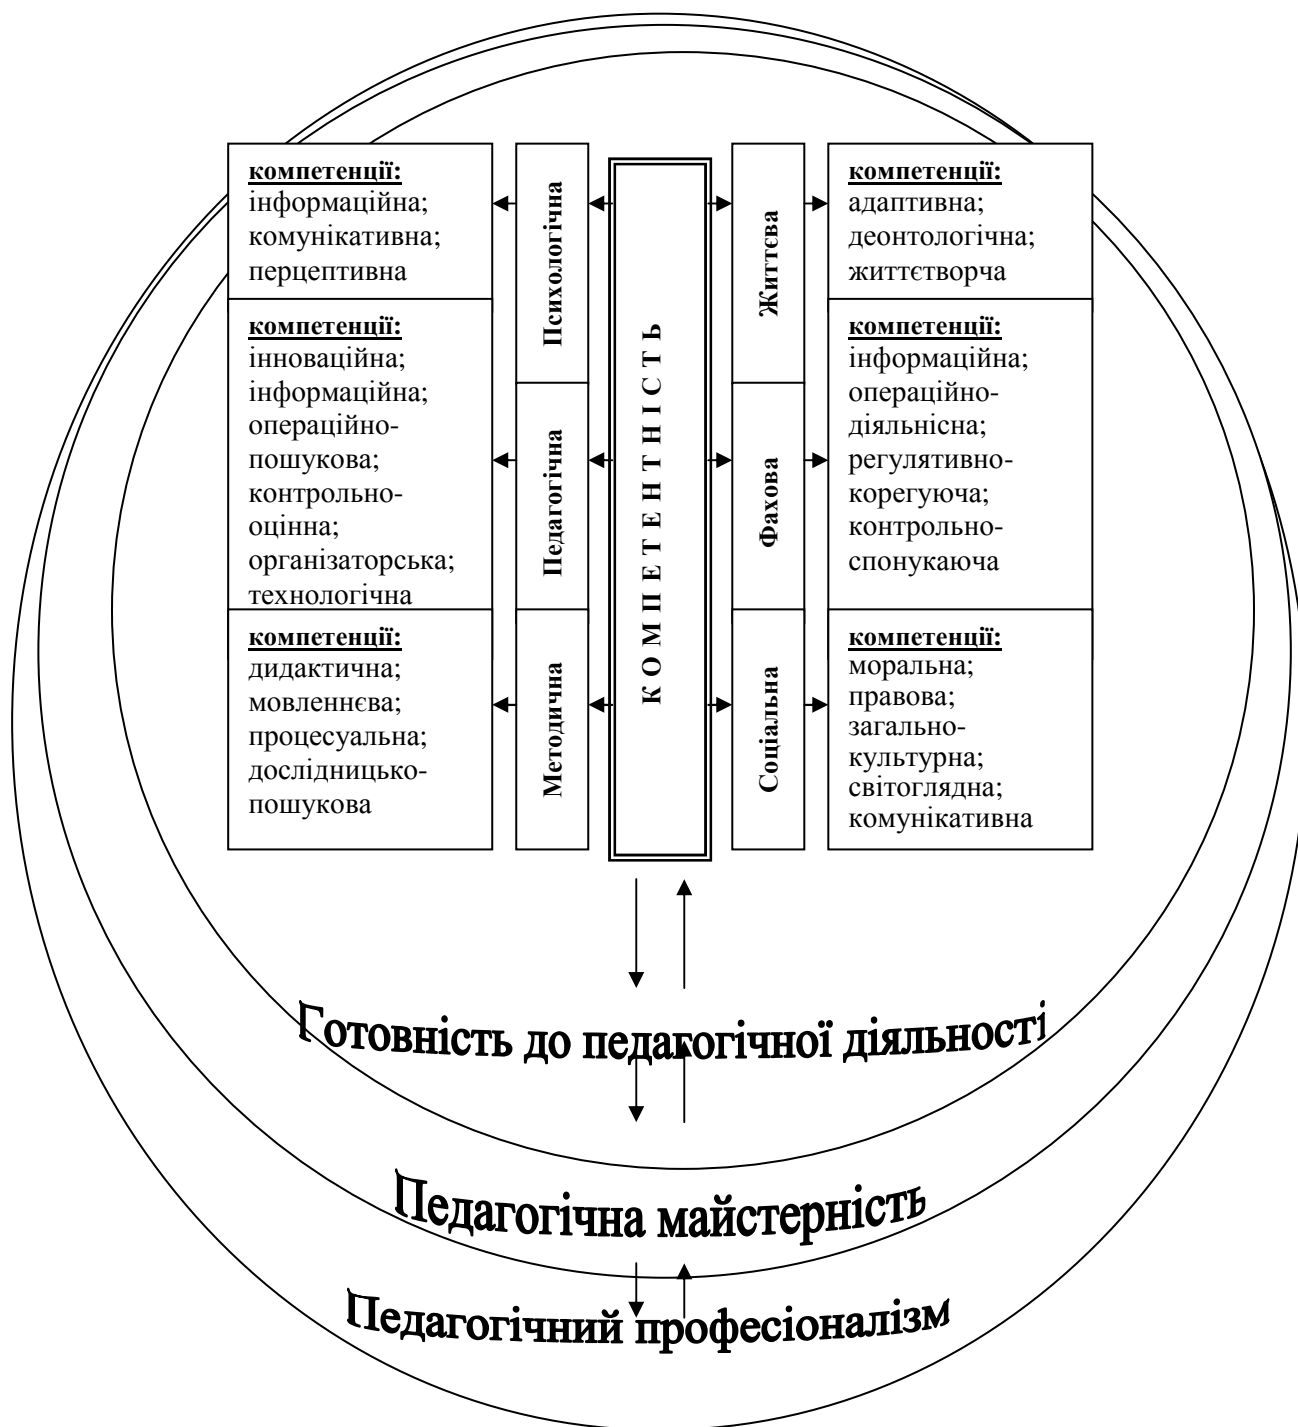 компетенції:
інформаційна;
комунікативна;
перцептивна
компетенції:
інноваційна;
інформаційна;
операційно-
пошукова;
контрольно-
оцінна;
організаторська;
технологічна
компетенції:
дидактична;
мовленнєва;
процесуальна;
дослідницько-
пошукова
Психологічна
Педагогічна
Методична
КОМПЕТЕНТНІСТЬ
Життєва
Фахова
Соціальна
компетенції:
адаптивна;
деонтологічна;
життєтворча
компетенції:
інформаційна;
операційно-
діяльнісна;
регулятивно-
корегуюча;
контрольно-
спонукаюча
компетенції:
моральна;
правова;
загально-
культурна;
світоглядна;
комунікативна
Готовність до педагогічної діяльності
Педагогічна майстерність
Педагогічний професіоналізм